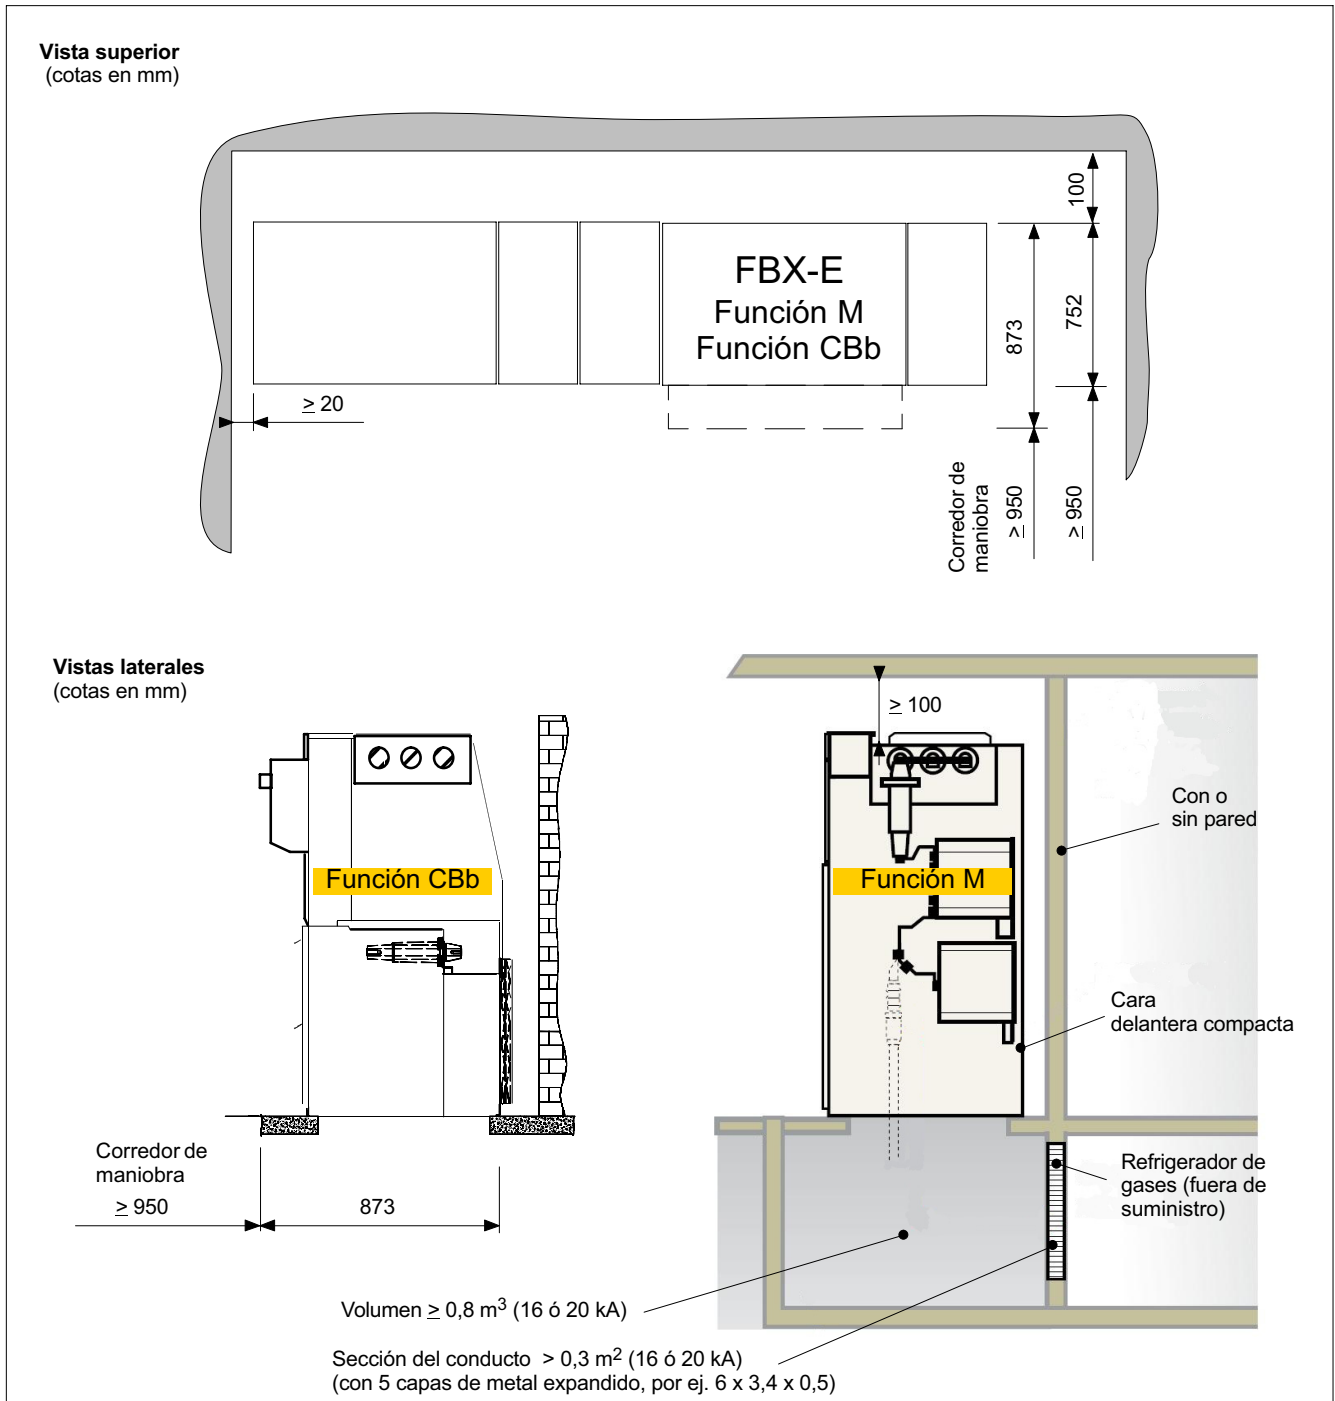 Vista superior
(cotas en mm)
100
FBX-E
Función M
Función CBb
873
752
≥ 20
Corredor de
maniobra
≥ 950
≥ 950
Vistas laterales
(cotas en mm)
≥ 100
Con o
sin pared
Función CBb
Función M
Cara
delantera compacta
Corredor de
maniobra
≥ 950
873
Refrigerador de
gases (fuera de
suministro)
Volumen ≥ 0,8 m³ (16 ó 20 kA)
Sección del conducto > 0,3 m² (16 ó 20 kA)
(con 5 capas de metal expandido, por ej. 6 x 3,4 x 0,5)